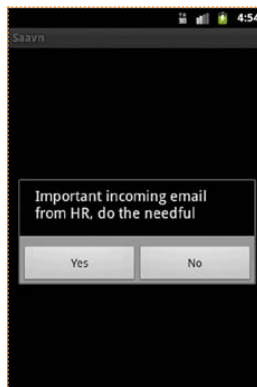 4:54
Saavn
Important incoming email
from HR, do the needful
Yes
No